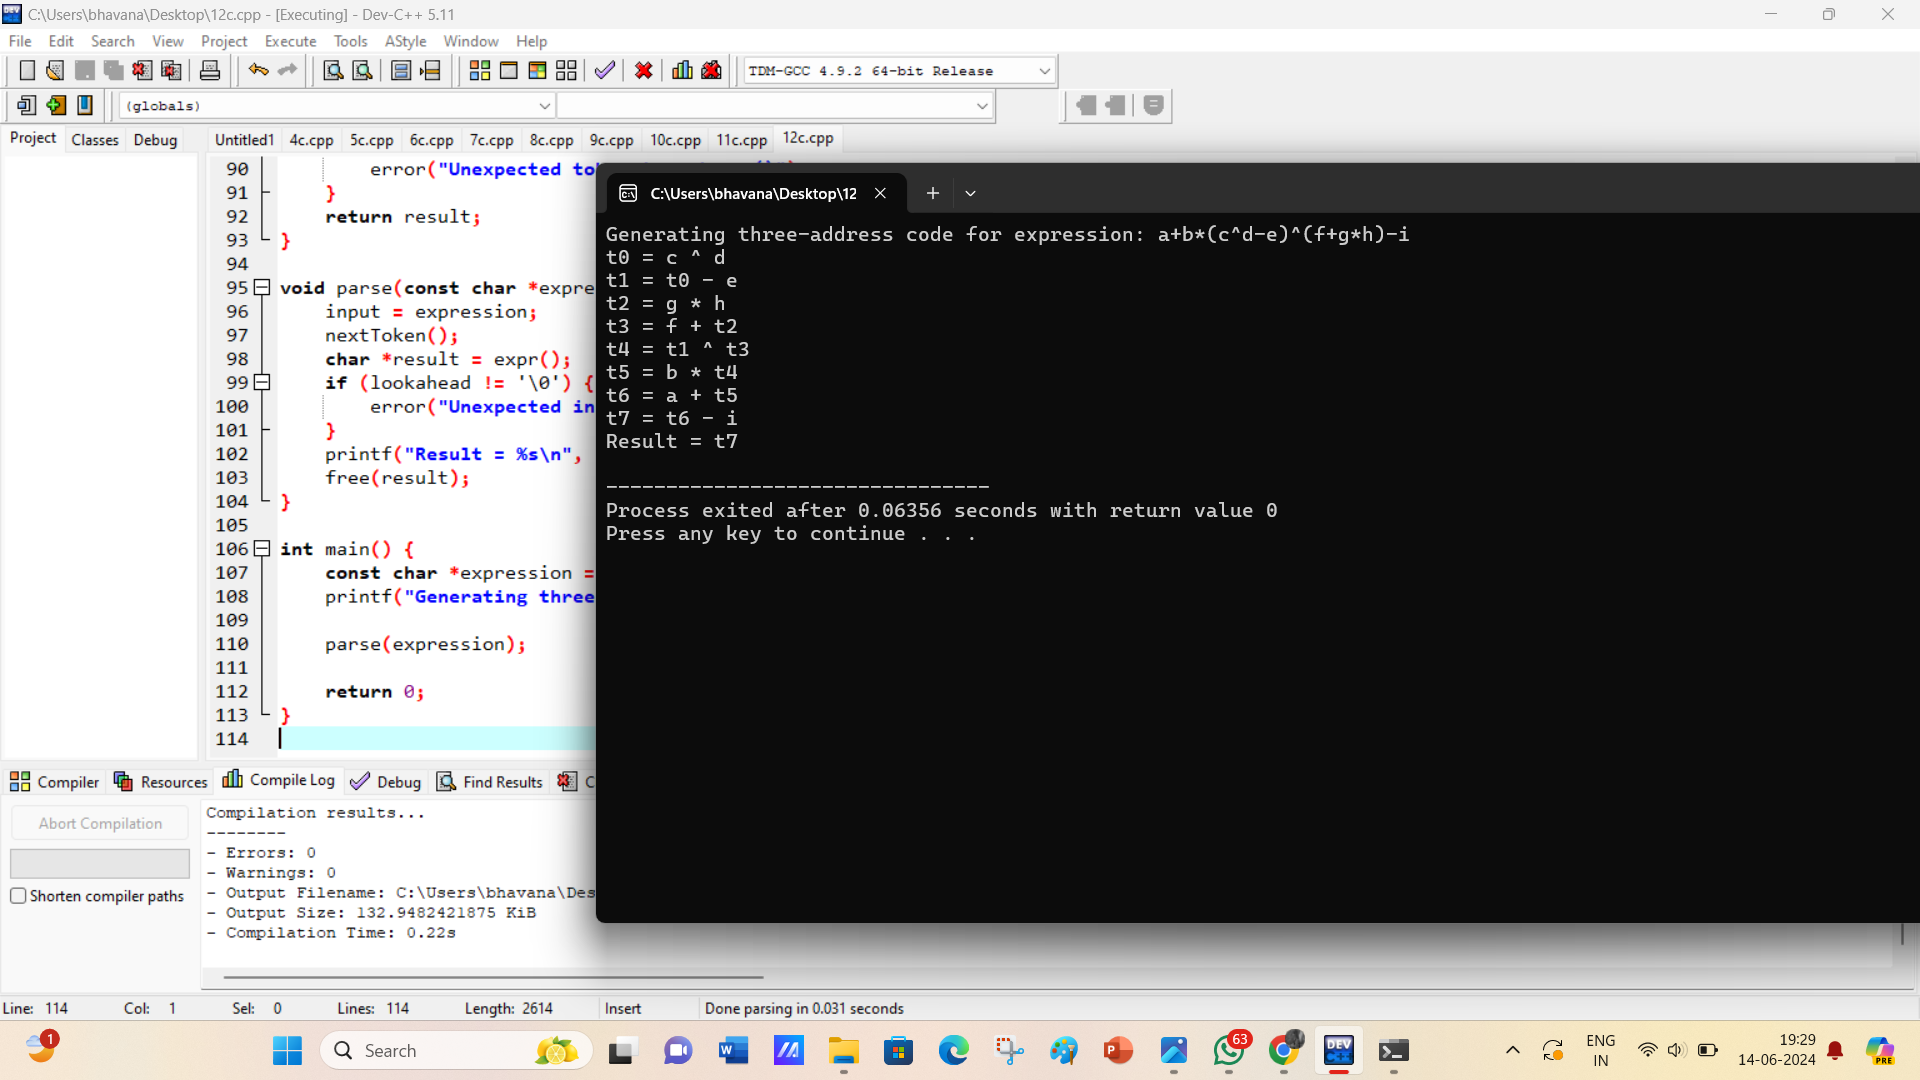 C:\Users\bhavana\Desktop\12c.cpp - [Executing] - Dev-C++ 5.11
File Edit Search View Project Execute Tools AStyle Window Help
TDM-GCC 4.9.2 64-bit Release
(globals)
Project Classes Debug
Untitled1 4c.cpp 5c.cpp 6c.cpp 7c.cpp 8c.cpp 9c.cpp 10c.cpp 11c.cpp 12c.cpp
90 error("Unexpected to
91 }
92 return result;
93 }
94
95 void parse(const char *expre
96 input = expression;
97 nextToken();
98 char *result = expr();
99 if (lookahead != '\0') {
100 error("Unexpected in
101 }
102 printf("Result = %s\n",
103 free(result);
104 }
105
106 int main() {
107 const char *expression =
108 printf("Generating three
109
110 parse(expression);
111
112 return 0;
113 }
114
C:\Users\bhavana\Desktop\12
Generating three-address code for expression: a+b*(c^d-e)^(f+g*h)-i
t0 = c ^ d
t1 = t0 - e
t2 = g * h
t3 = f + t2
t4 = t1 ^ t3
t5 = b * t4
t6 = a + t5
t7 = t6 - i
Result = t7
--------------------------------
Process exited after 0.06356 seconds with return value 0
Press any key to continue . . .
Compiler Resources Compile Log Debug Find Results C
Abort Compilation
Shorten compiler paths
Compilation results...
--------
- Errors: 0
- Warnings: 0
- Output Filename: C:\Users\bhavana\Des
- Output Size: 132.9482421875 KiB
- Compilation Time: 0.22s
Line: 114 Col: 1 Sel: 0 Lines: 114 Length: 2614 Insert Done parsing in 0.031 seconds
1
Search
63
DEV
ENG
IN
19:29
14-06-2024
PRE